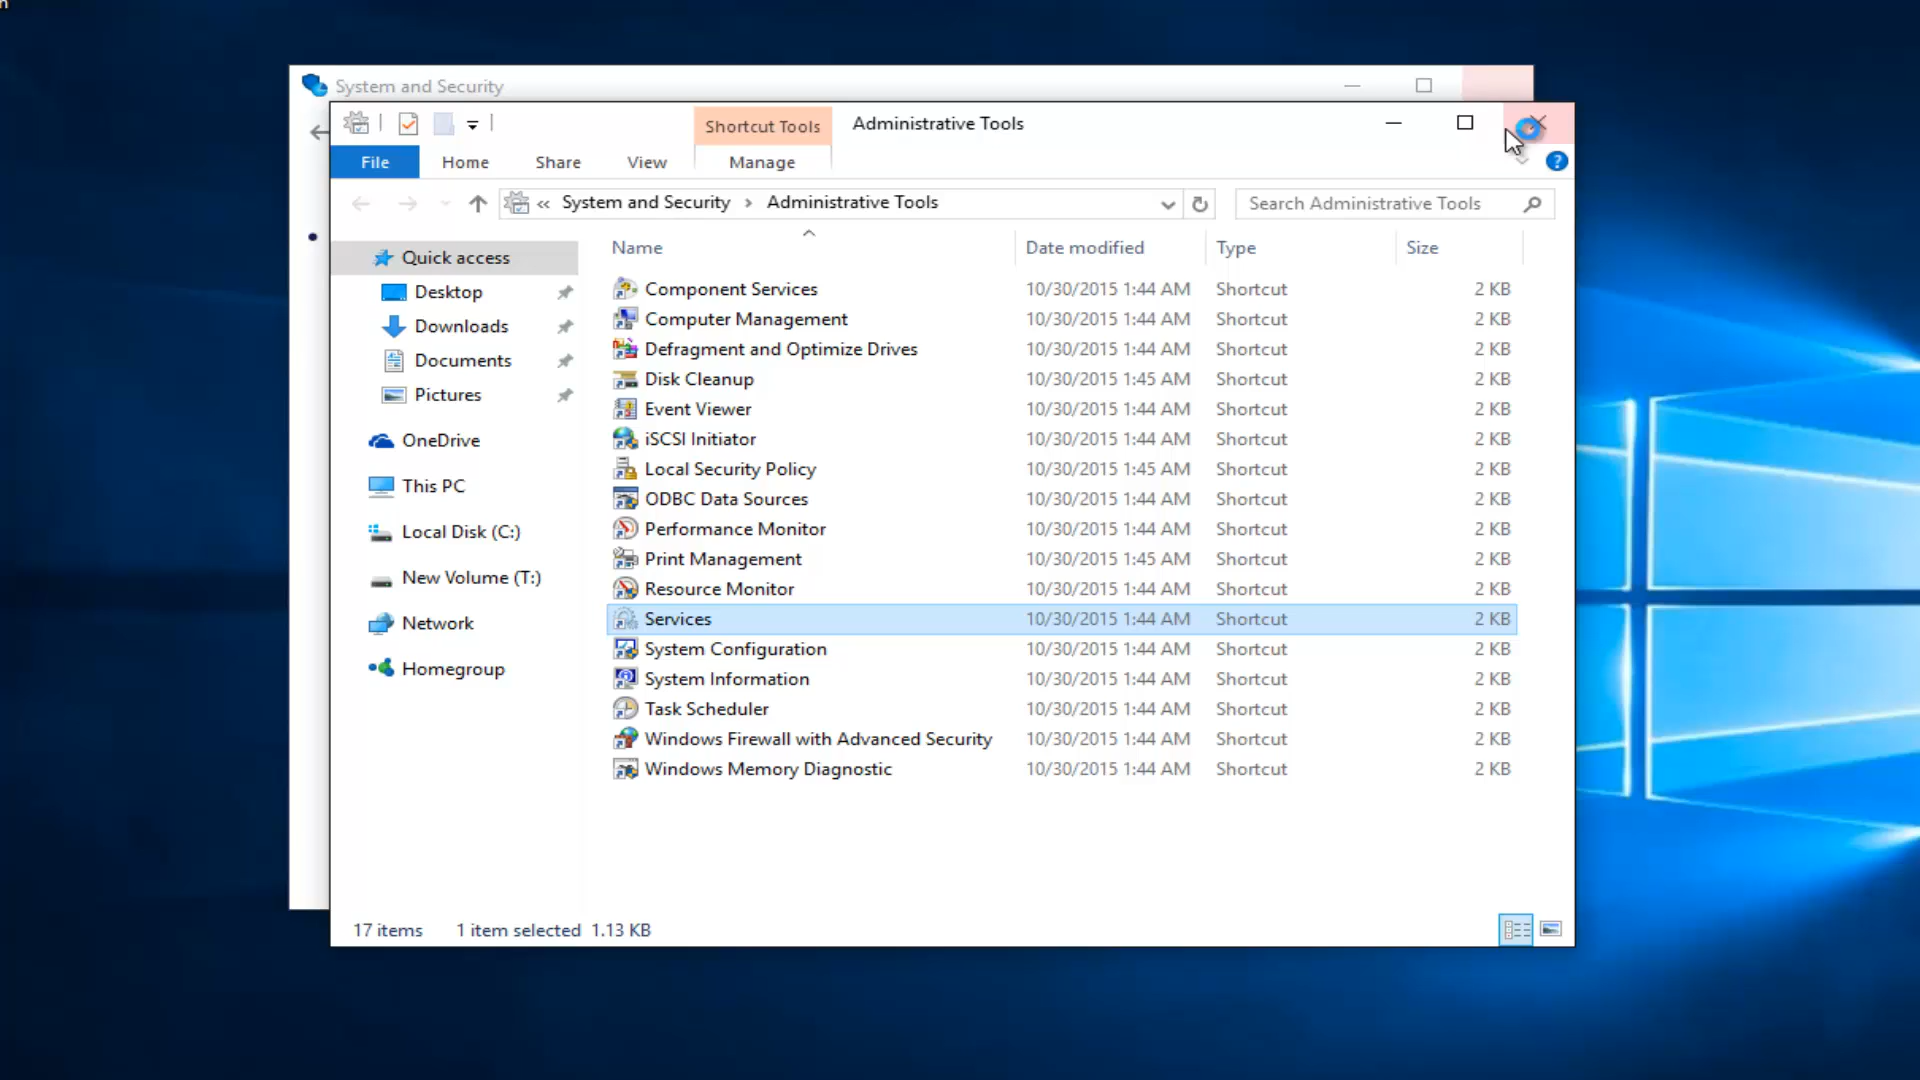 n
System and Security
Shortcut Tools Administrative Tools
File Home Share View Manage
« System and Security > Administrative Tools Search Administrative Tools
Name Date modified Type Size
Quick access
Desktop
Downloads
Documents
Pictures
OneDrive
This PC
Local Disk (C:)
New Volume (T:)
Network
Homegroup
Component Services 10/30/2015 1:44 AM Shortcut 2 KB
Computer Management 10/30/2015 1:44 AM Shortcut 2 KB
Defragment and Optimize Drives 10/30/2015 1:44 AM Shortcut 2 KB
Disk Cleanup 10/30/2015 1:45 AM Shortcut 2 KB
Event Viewer 10/30/2015 1:44 AM Shortcut 2 KB
iSCSI Initiator 10/30/2015 1:44 AM Shortcut 2 KB
Local Security Policy 10/30/2015 1:45 AM Shortcut 2 KB
ODBC Data Sources 10/30/2015 1:44 AM Shortcut 2 KB
Performance Monitor 10/30/2015 1:44 AM Shortcut 2 KB
Print Management 10/30/2015 1:45 AM Shortcut 2 KB
Resource Monitor 10/30/2015 1:44 AM Shortcut 2 KB
Services 10/30/2015 1:44 AM Shortcut 2 KB
System Configuration 10/30/2015 1:44 AM Shortcut 2 KB
System Information 10/30/2015 1:44 AM Shortcut 2 KB
Task Scheduler 10/30/2015 1:44 AM Shortcut 2 KB
Windows Firewall with Advanced Security 10/30/2015 1:44 AM Shortcut 2 KB
Windows Memory Diagnostic 10/30/2015 1:44 AM Shortcut 2 KB
17 items 1 item selected 1.13 KB